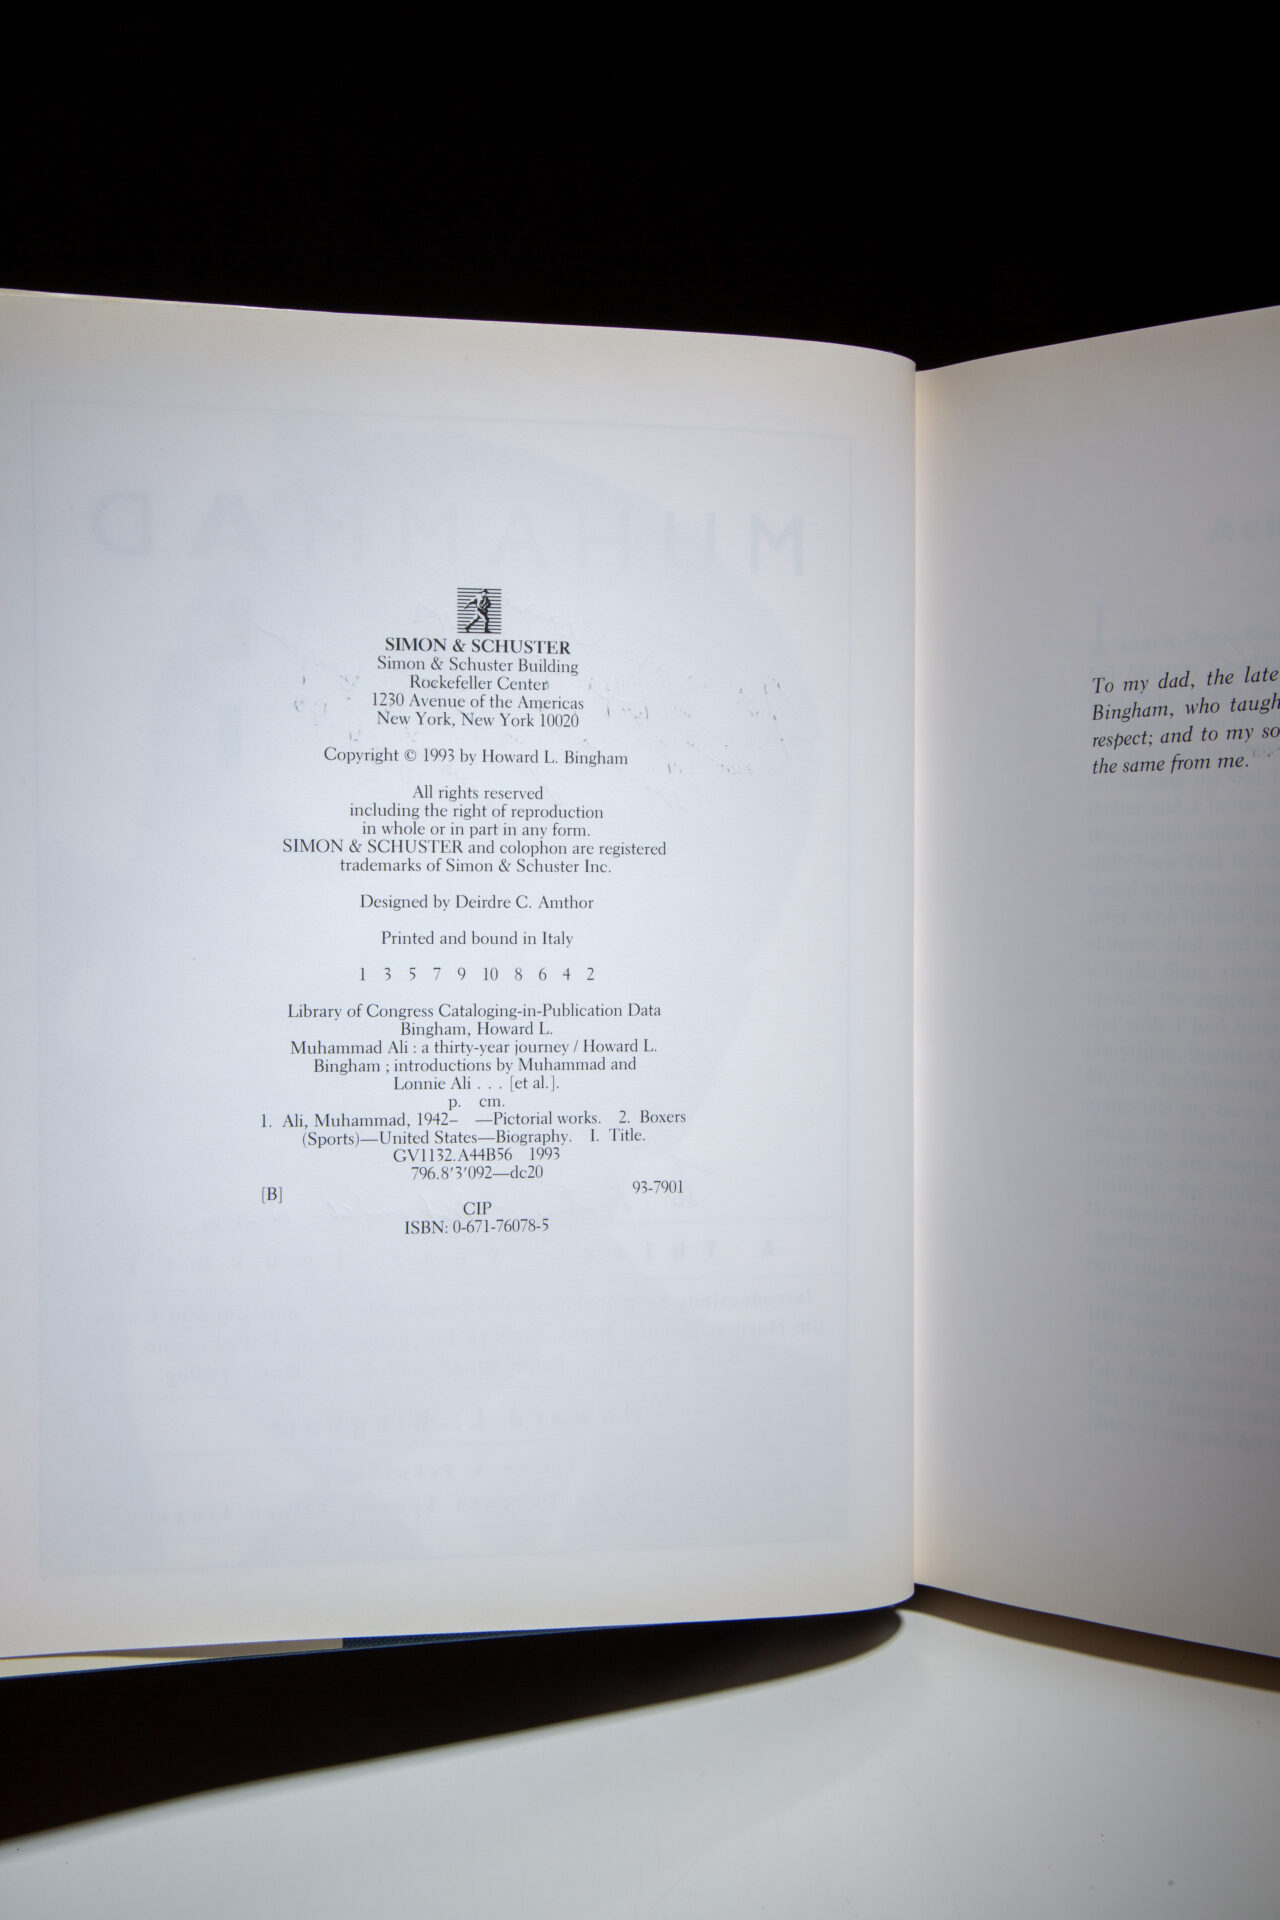 SIMON & SCHUSTER
Simon & Schuster Building
Rockefeller Center
1230 Avenue of the Americas
New York, New York 10020
Copyright © 1993 by Howard L. Bingham
All rights reserved
including the right of reproduction
in whole or in part in any form.
SIMON & SCHUSTER and colophon are registered
trademarks of Simon & Schuster Inc.
Designed by Deirdre C. Amthor
Printed and bound in Italy
1 3 5 7 9 10 8 6 4 2
Library of Congress Cataloging-in-Publication Data
Bingham, Howard L.
Muhammad Ali : a thirty-year journey / Howard L.
Bingham ; introductions by Muhammad and
Lonnie Ali . . . [et al.].
p. cm.
1. Ali, Muhammad, 1942– —Pictorial works. 2. Boxers
(Sports)—United States—Biography. I. Title.
GV1132.A44B56 1993
796.8'3'092—dc20
[B] 93-7901
CIP
ISBN: 0-671-76078-5
To my dad, the late
Bingham, who taugh
respect; and to my so
the same from me.
MUHAMMAD